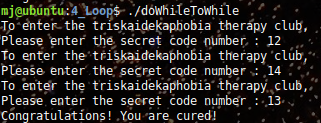 mj@ubuntu:4_Loop$ ./doWhileToWhile
To enter the triskaidekaphobia therapy club,
Please enter the secret code number : 12
To enter the triskaidekaphobia therapy club,
Please enter the secret code number : 14
To enter the triskaidekaphobia therapy club,
Please enter the secret code number : 13
Congratulations! You are cured!